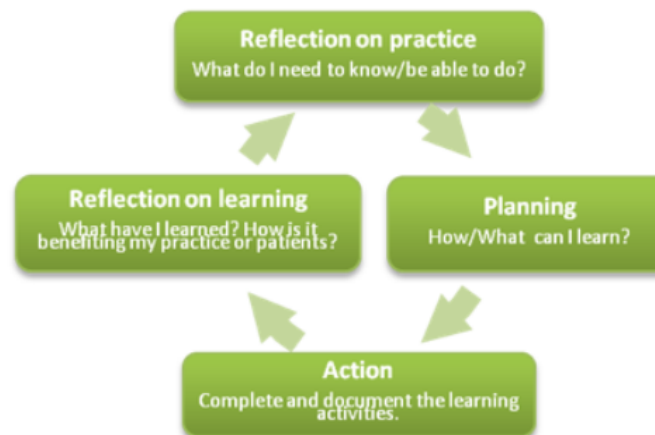 Reflection on practice
What do I need to know/be able to do?
Reflection on learning
What have I learned? How is it
benefiting my practice or patients?
Planning
How/What can I learn?
Action
Complete and document the learning
activities.